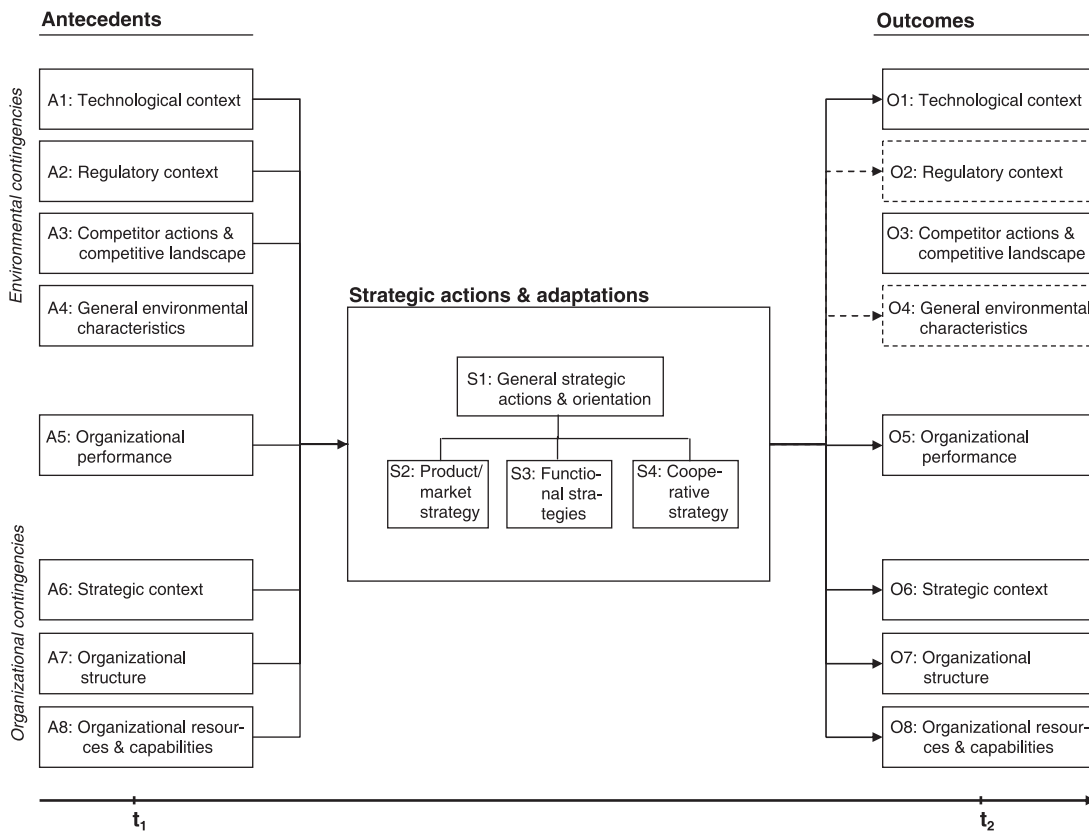 Antecedents
Outcomes
Environmental contingencies
A1: Technological context
A2: Regulatory context
A3: Competitor actions &
competitive landscape
A4: General environmental
characteristics
A5: Organizational
performance
Organizational contingencies
A6: Strategic context
A7: Organizational
structure
A8: Organizational resour-
ces & capabilities
Strategic actions & adaptations
S1: General strategic
actions & orientation
S2: Product/
market
strategy
S3: Functio-
nal stra-
tegies
S4: Coope-
rative
strategy
O1: Technological context
O2: Regulatory context
O3: Competitor actions &
competitive landscape
O4: General environmental
characteristics
O5: Organizational
performance
O6: Strategic context
O7: Organizational
structure
O8: Organizational resour-
ces & capabilities
t1
t2